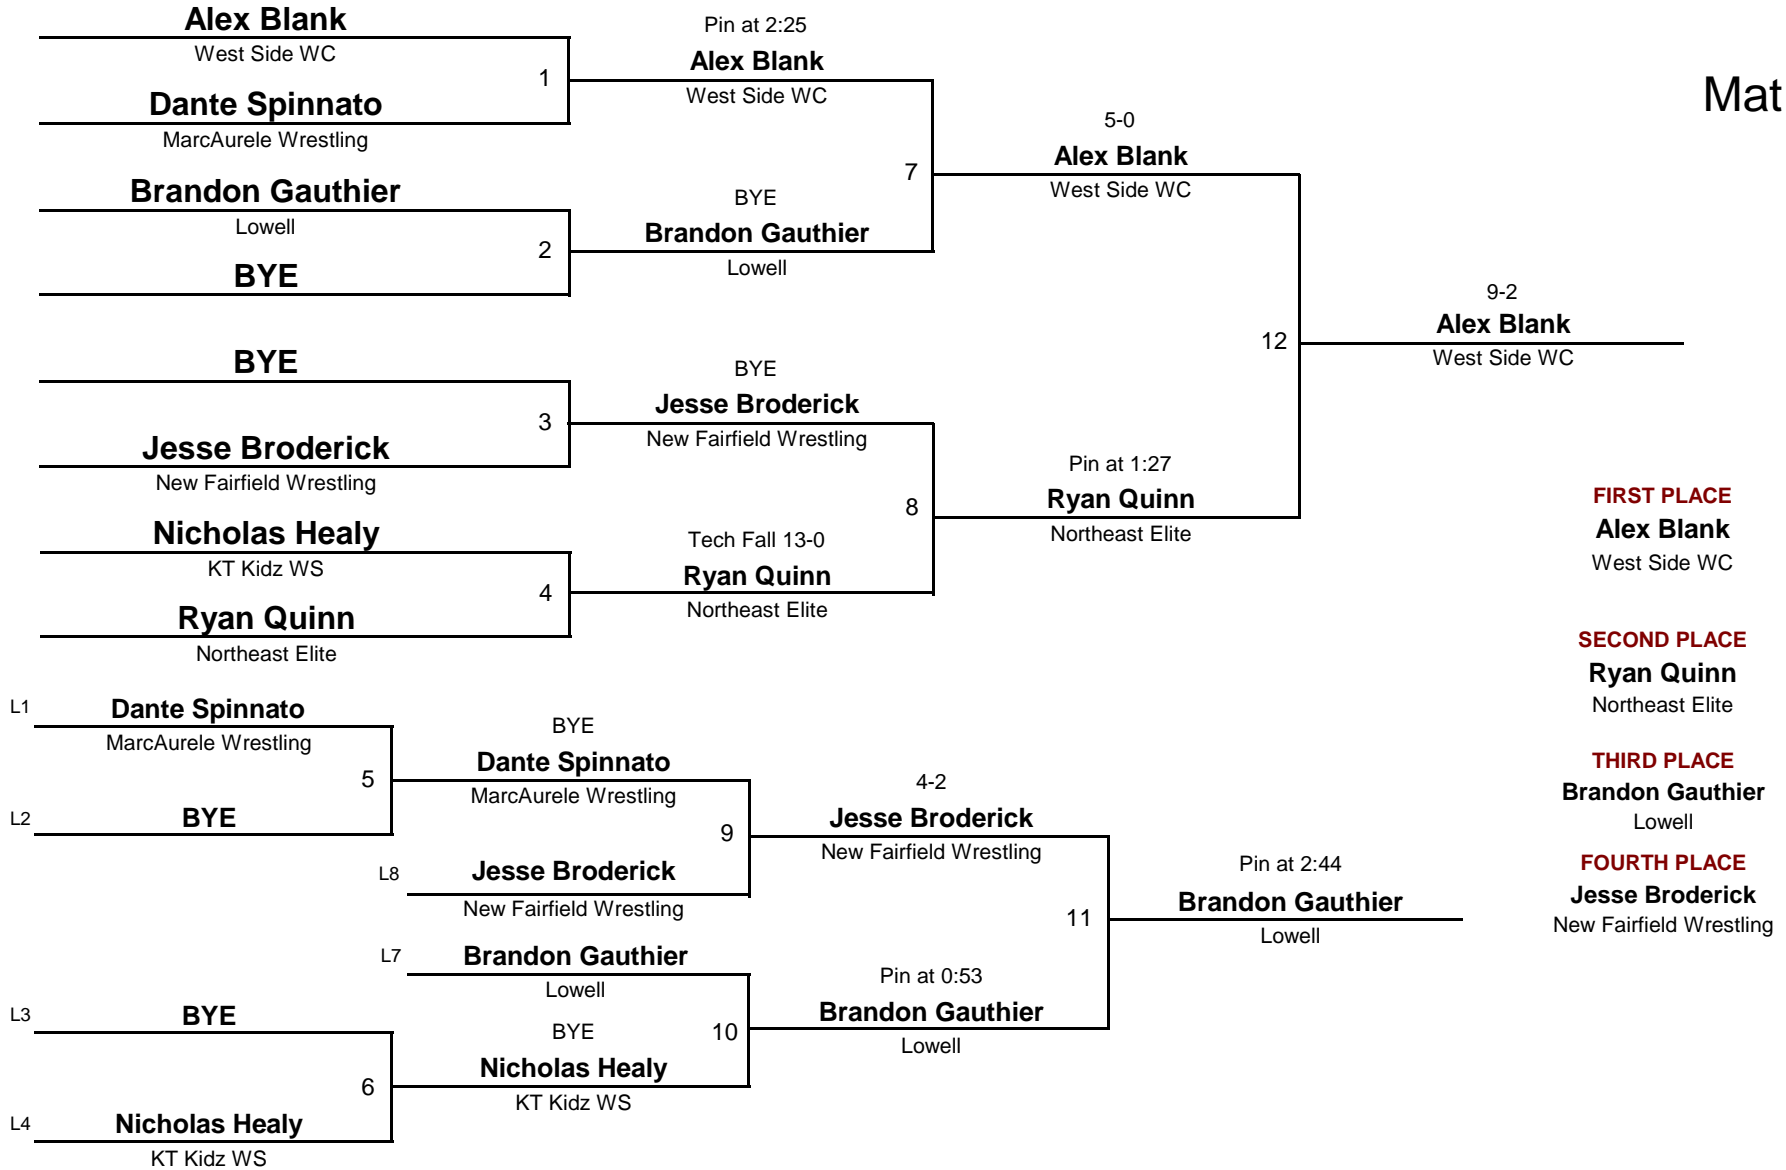 Alex Blank
West Side WC
1
Dante Spinnato
MarcAurele Wrestling
Brandon Gauthier
Lowell
2
BYE
BYE
3
Jesse Broderick
New Fairfield Wrestling
Nicholas Healy
KT Kidz WS
4
Ryan Quinn
Northeast Elite
Pin at 2:25
Alex Blank
West Side WC
7
BYE
Brandon Gauthier
Lowell
BYE
Jesse Broderick
New Fairfield Wrestling
8
Tech Fall 13-0
Ryan Quinn
Northeast Elite
5-0
Alex Blank
West Side WC
12
Pin at 1:27
Ryan Quinn
Northeast Elite
9-2
Alex Blank
West Side WC
Mat
FIRST PLACE
Alex Blank
West Side WC
SECOND PLACE
Ryan Quinn
Northeast Elite
THIRD PLACE
Brandon Gauthier
Lowell
FOURTH PLACE
Jesse Broderick
New Fairfield Wrestling
L1
Dante Spinnato
MarcAurele Wrestling
5
L2
BYE
BYE
Dante Spinnato
MarcAurele Wrestling
9
L8
Jesse Broderick
New Fairfield Wrestling
L7
Brandon Gauthier
Lowell
10
BYE
Nicholas Healy
KT Kidz WS
L3
BYE
6
L4
Nicholas Healy
KT Kidz WS
4-2
Jesse Broderick
New Fairfield Wrestling
11
Pin at 0:53
Brandon Gauthier
Lowell
Pin at 2:44
Brandon Gauthier
Lowell